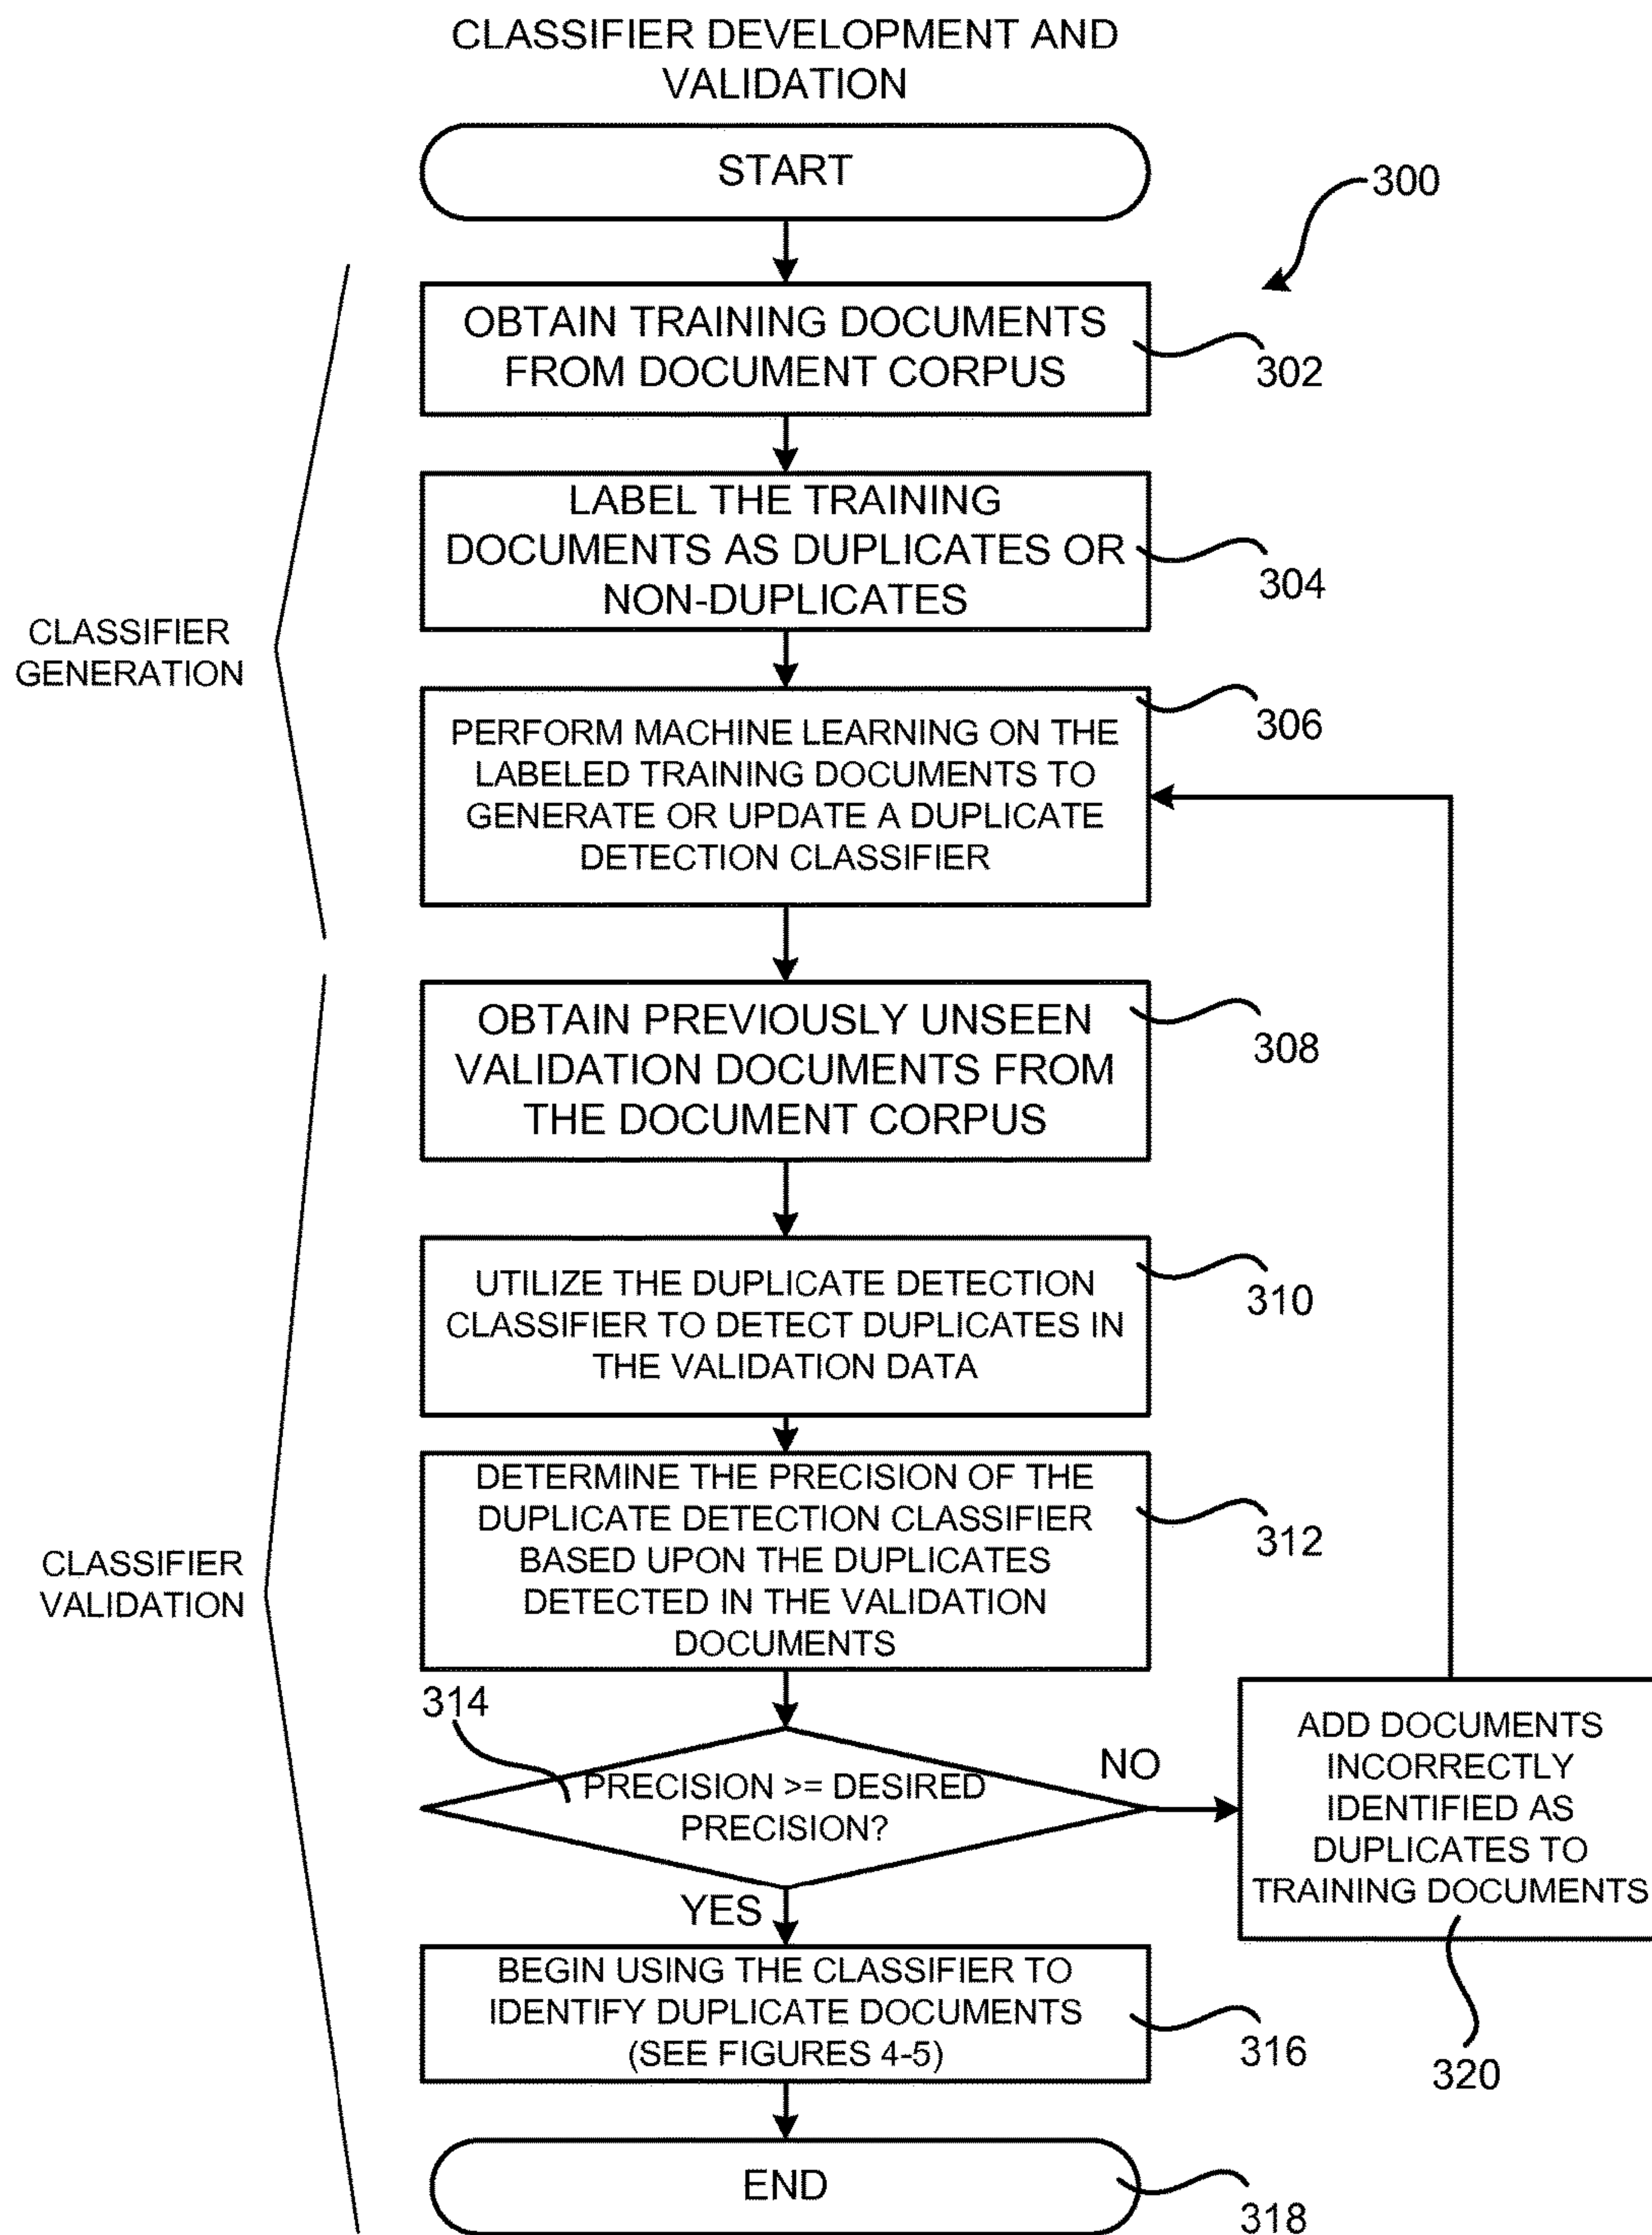 CLASSIFIER DEVELOPMENT AND
VALIDATION
START
300
OBTAIN TRAINING DOCUMENTS
FROM DOCUMENT CORPUS
302
LABEL THE TRAINING
DOCUMENTS AS DUPLICATES OR
NON-DUPLICATES
304
CLASSIFIER
GENERATION
PERFORM MACHINE LEARNING ON THE
LABELED TRAINING DOCUMENTS TO
GENERATE OR UPDATE A DUPLICATE
DETECTION CLASSIFIER
306
OBTAIN PREVIOUSLY UNSEEN
VALIDATION DOCUMENTS FROM
THE DOCUMENT CORPUS
308
UTILIZE THE DUPLICATE DETECTION
CLASSIFIER TO DETECT DUPLICATES IN
THE VALIDATION DATA
310
DETERMINE THE PRECISION OF THE
DUPLICATE DETECTION CLASSIFIER
BASED UPON THE DUPLICATES
DETECTED IN THE VALIDATION
DOCUMENTS
312
CLASSIFIER
VALIDATION
314
PRECISION >= DESIRED
PRECISION?
NO
ADD DOCUMENTS
INCORRECTLY
IDENTIFIED AS
DUPLICATES TO
TRAINING DOCUMENTS
320
YES
BEGIN USING THE CLASSIFIER TO
IDENTIFY DUPLICATE DOCUMENTS
(SEE FIGURES 4-5)
316
END
318